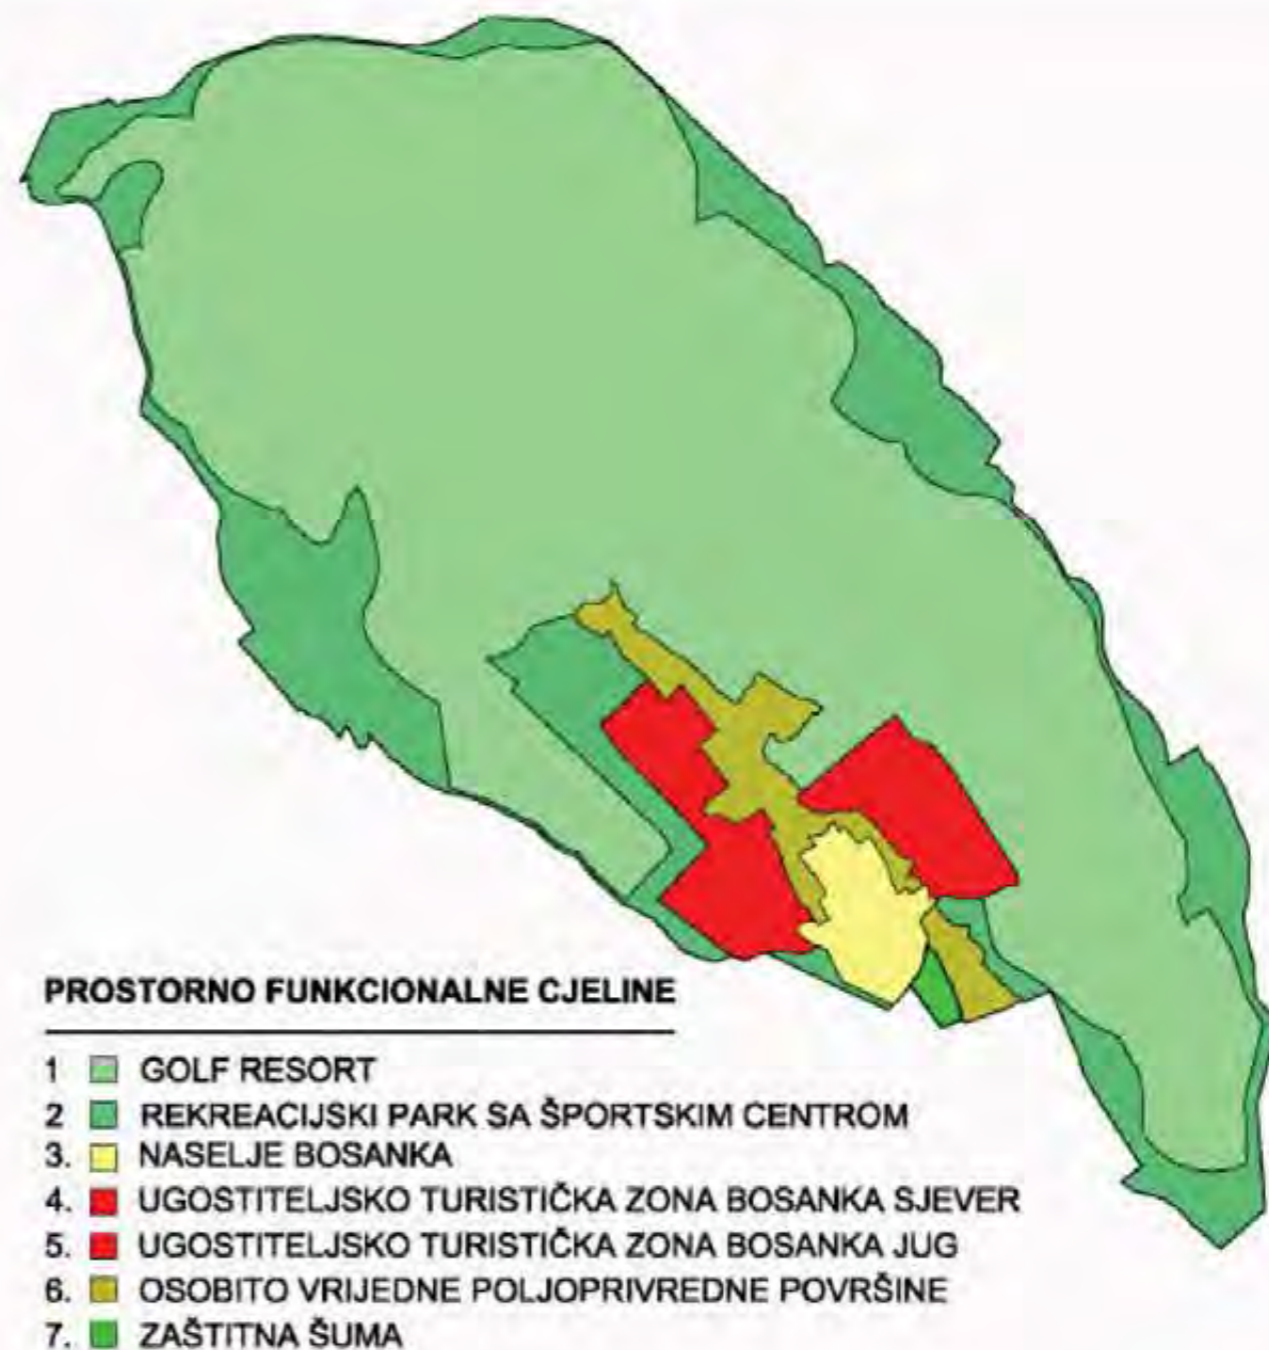 PROSTORNO FUNKCIONALNE CJELINE
1 GOLF RESORT
2 REKREACIJSKI PARK SA ŠPORTSKIM CENTROM
3. NASELJE BOSANKA
4. UGOSTITELJSKO TURISTIČKA ZONA BOSANKA SJEVER
5. UGOSTITELJSKO TURISTIČKA ZONA BOSANKA JUG
6. OSOBITO VRIJEDNE POLJOPRIVREDNE POVRŠINE
7. ZAŠTITNA ŠUMA